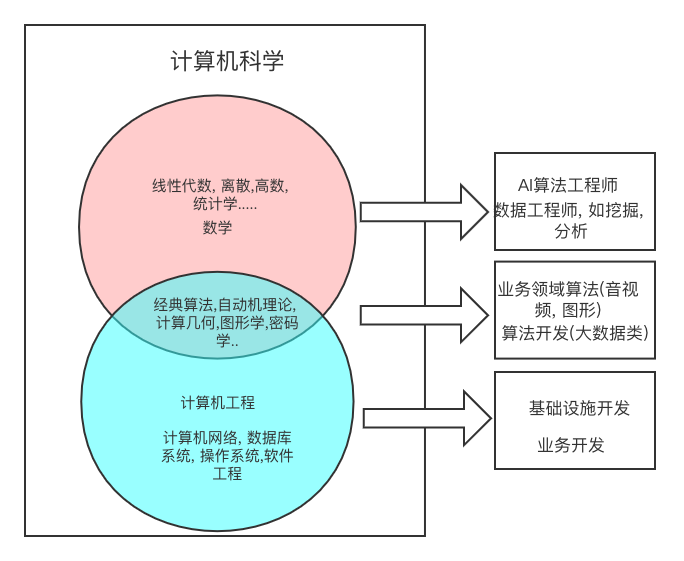 计算机科学
线性代数, 离散,高数,
统计学.....
数学
经典算法,自动机理论,
计算几何,图形学,密码
学..
计算机工程
计算机网络, 数据库
系统, 操作系统,软件
工程
AI算法工程师
数据工程师, 如挖掘,
分析
业务领域算法(音视
频, 图形)
算法开发(大数据类)
基础设施开发
业务开发